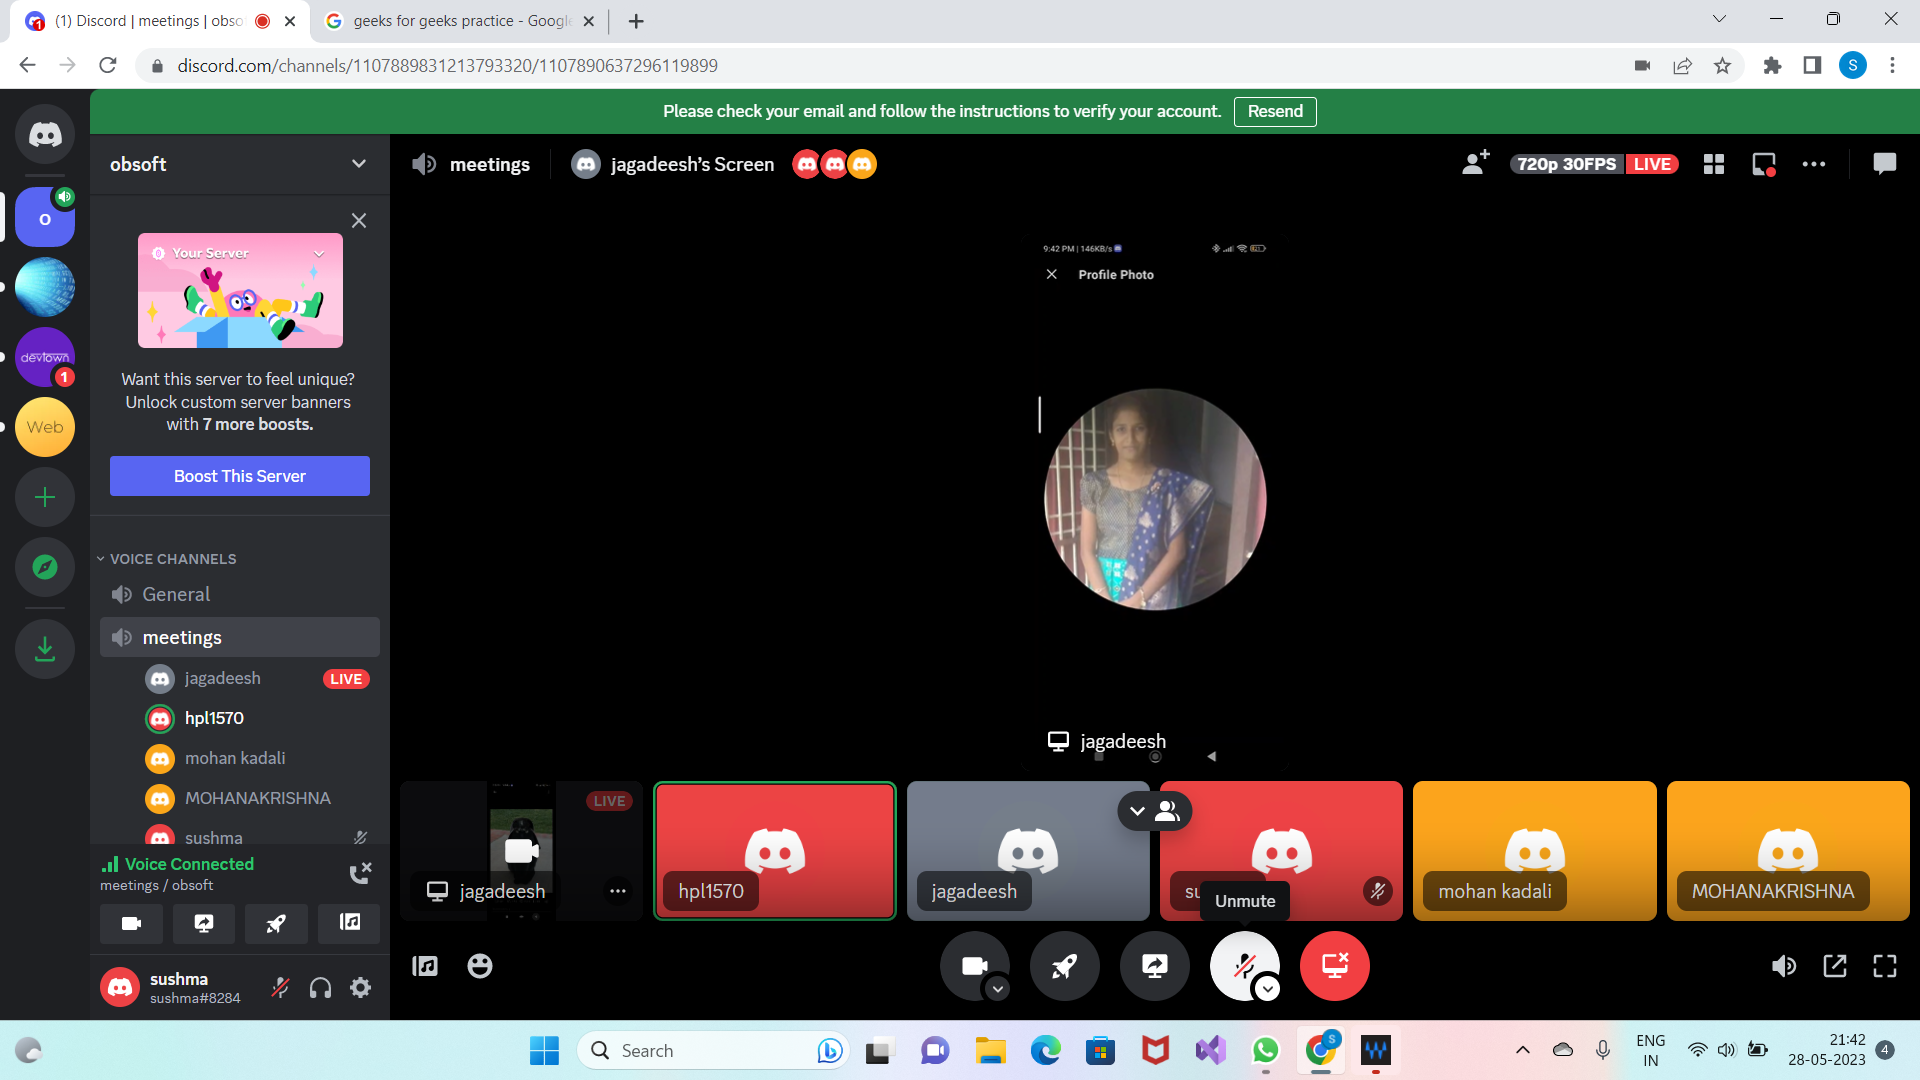 (1) Discord | meetings | obso
geeks for geeks practice - Google
discord.com/channels/1107889831213793320/1107890637296119899
S
Please check your email and follow the instructions to verify your account. Resend
obsoft
meetings
jagadeesh's Screen
720p 30FPS LIVE
O
Your Server
9:42 PM | 146KB/s
Profile Photo
devtown
1
Want this server to feel unique?
Unlock custom server banners
with 7 more boosts.
Web
Boost This Server
VOICE CHANNELS
General
meetings
jagadeesh LIVE
hpl1570
mohan kadali
MOHANAKRISHNA
sushma
jagadeesh
LIVE
jagadeesh
hpl1570
jagadeesh
su
mohan kadali
MOHANAKRISHNA
Unmute
Voice Connected
meetings / obsoft
sushma
sushma#8284
Search
S
ENG
IN
21:42
28-05-2023
4